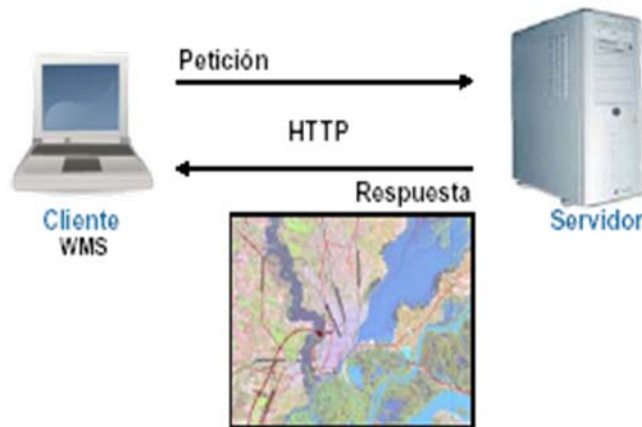 Petición
HTTP
Respuesta
Cliente
WMS
Servidor